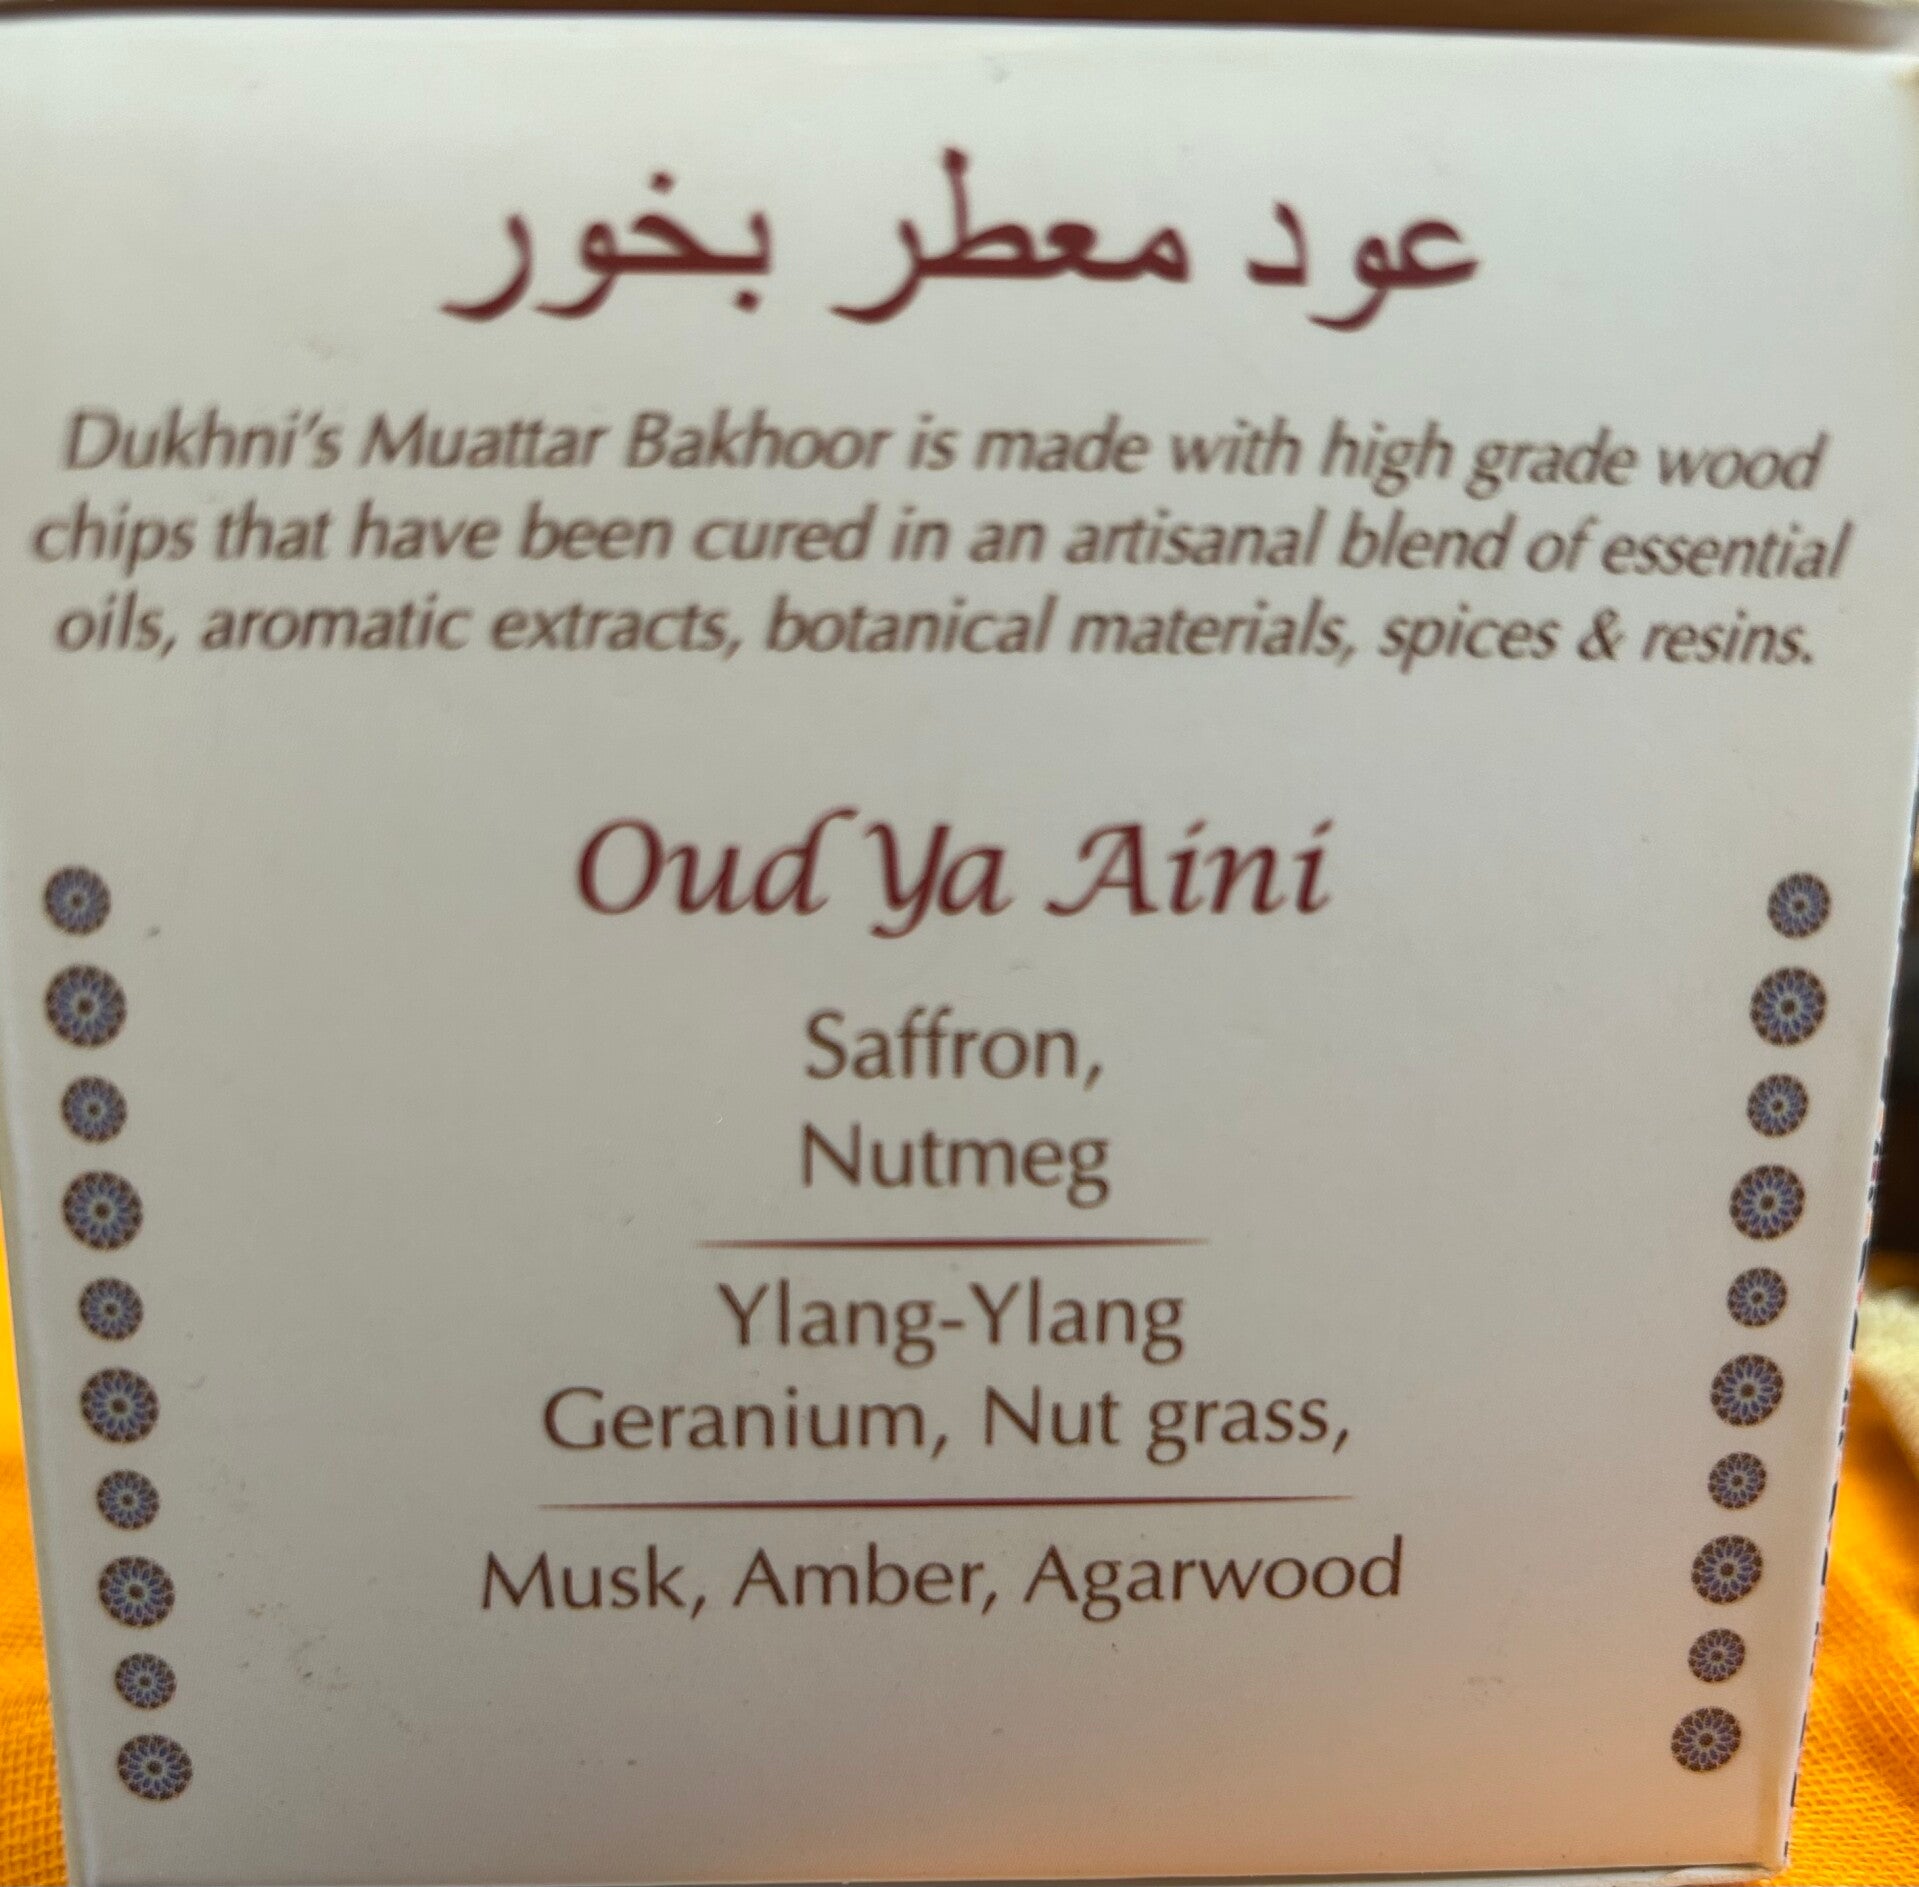 عود معطر بخور
Dukhni's Muattar Bakhoor is made with high grade wood
chips that have been cured in an artisanal blend of essential
oils, aromatic extracts, botanical materials, spices & resins.
Oud Ya Aini
Saffron,
Nutmeg
Ylang-Ylang
Geranium, Nut grass,
Musk, Amber, Agarwood